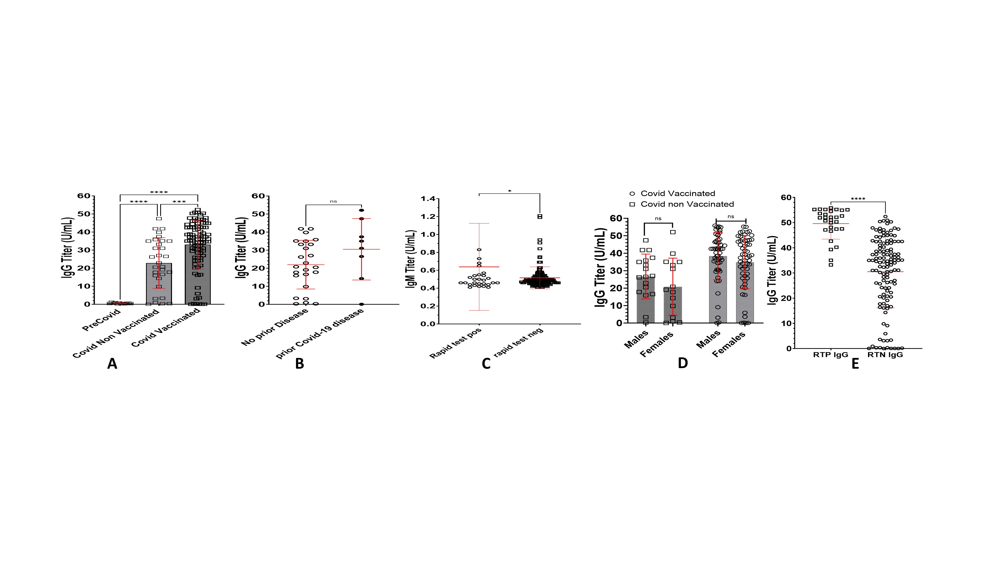 ****
****
***
60
50
40
30
20
10
0
IgG Titer (U/mL)
PreCovid
Covid Non Vaccinated
Covid Vaccinated
A
ns
60
50
40
30
20
10
0
IgG Titer (U/mL)
No prior Disease
prior Covid-19 disease
B
*
1.4
1.2
1.0
0.8
0.6
0.4
0.2
0.0
IgM Titer (U/mL)
Rapid test pos
rapid test neg
C
Covid Vaccinated
Covid non Vaccinated
ns
ns
60
50
40
30
20
10
0
IgG Titer (U/mL)
Males
Females
Males
Females
D
****
60
50
40
30
20
10
0
IgG Titer (U/mL)
RTP IgG
RTN IgG
E